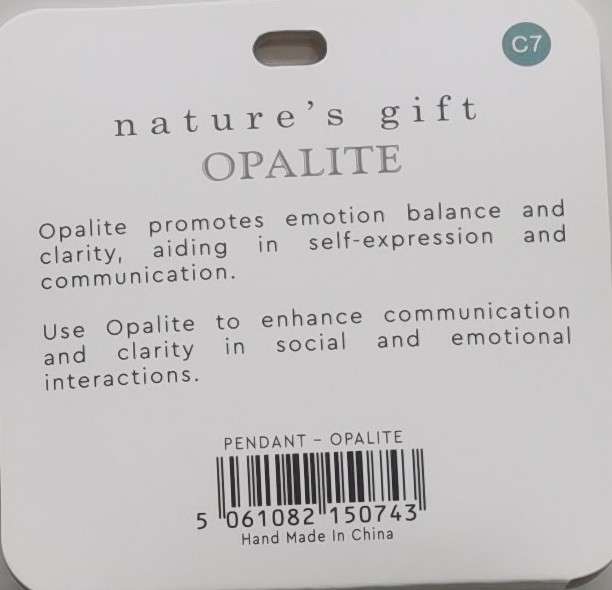 C7
nature's gift
OPALITE
Opalite promotes emotion balance and
clarity, aiding in self-expression and
communication.
Use Opalite to enhance communication
and clarity in social and emotional
interactions.
PENDANT - OPALITE
5 061082 150743
Hand Made In China